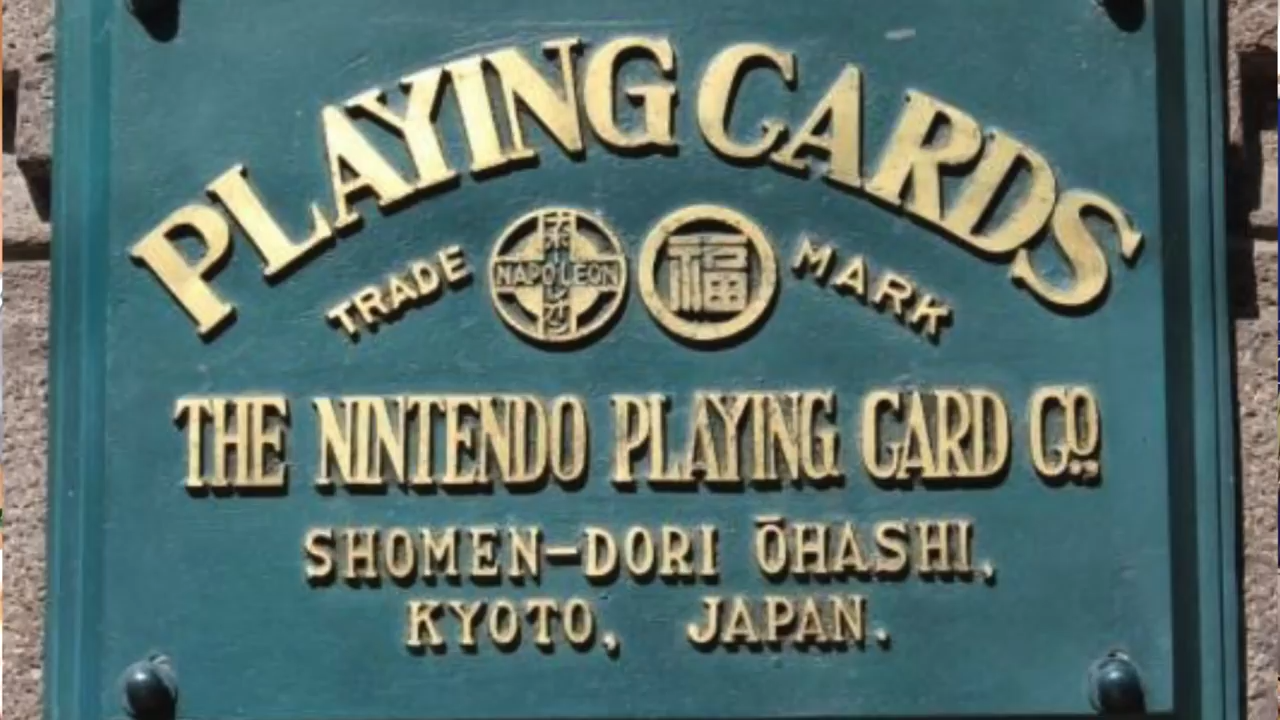 PLAYING CARDS
TRADE NAPOLEON 福 MARK
THE NINTENDO PLAYING CARD CO.
SHOMEN-DORI ŌHASHI,
KYOTO, JAPAN.